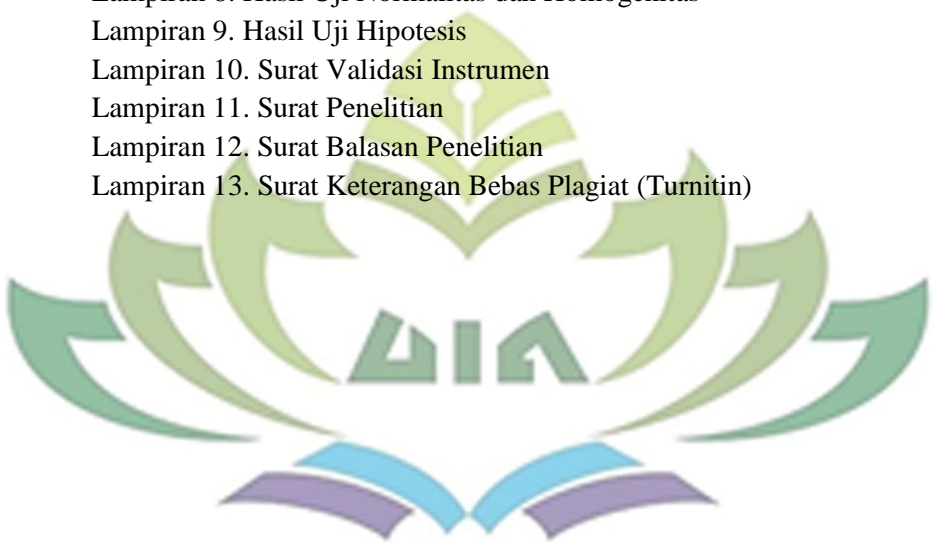 Lampiran 9. Hasil Uji Hipotesis
Lampiran 10. Surat Validasi Instrumen
Lampiran 11. Surat Penelitian
Lampiran 12. Surat Balasan Penelitian
Lampiran 13. Surat Keterangan Bebas Plagiat (Turnitin)
UIN